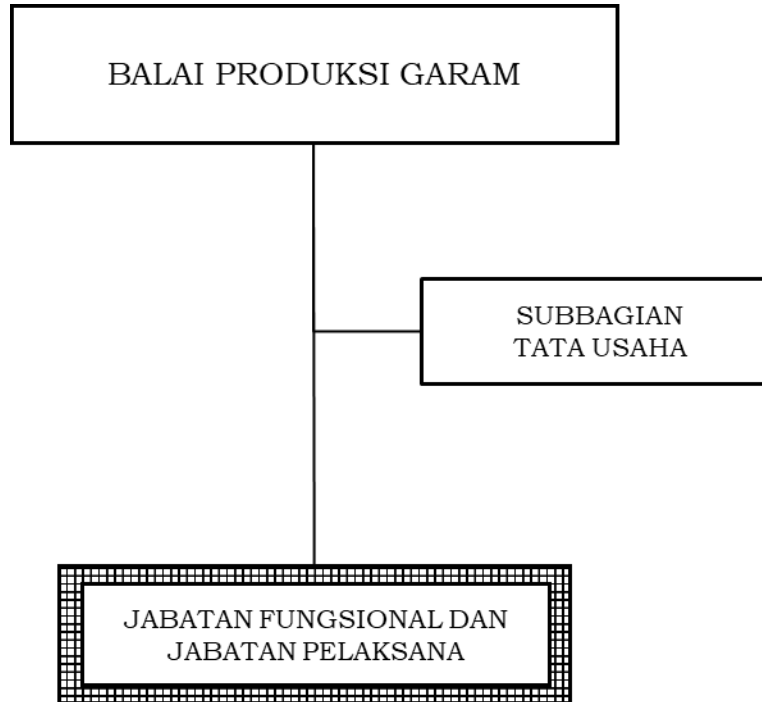 BALAI PRODUKSI GARAM
SUBBAGIAN
TATA USAHA
JABATAN FUNGSIONAL DAN
JABATAN PELAKSANA